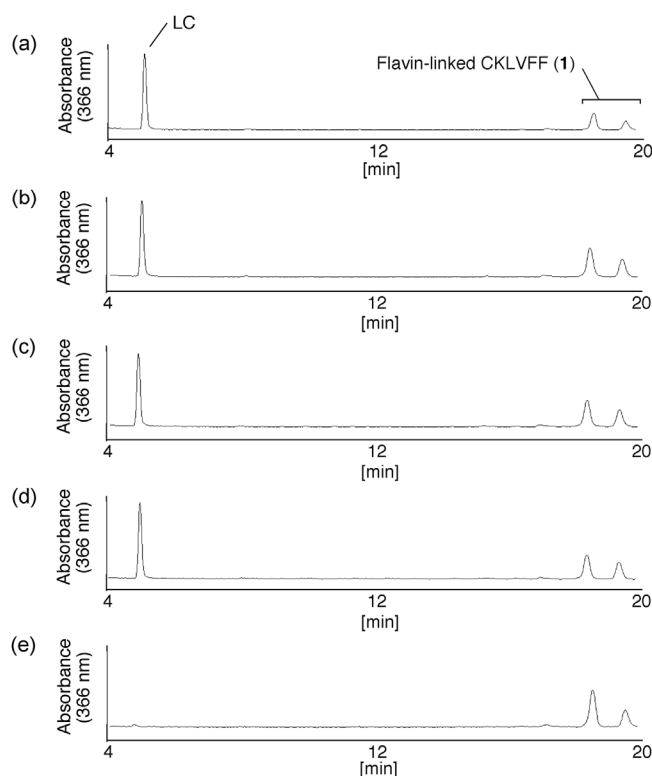 (a)
LC
Flavin-linked CKLVFF (1)
Absorbance
(366 nm)
4
12
20
[min]
(b)
Absorbance
(366 nm)
4
12
20
[min]
(c)
Absorbance
(366 nm)
4
12
20
[min]
(d)
Absorbance
(366 nm)
4
12
20
[min]
(e)
Absorbance
(366 nm)
4
12
20
[min]